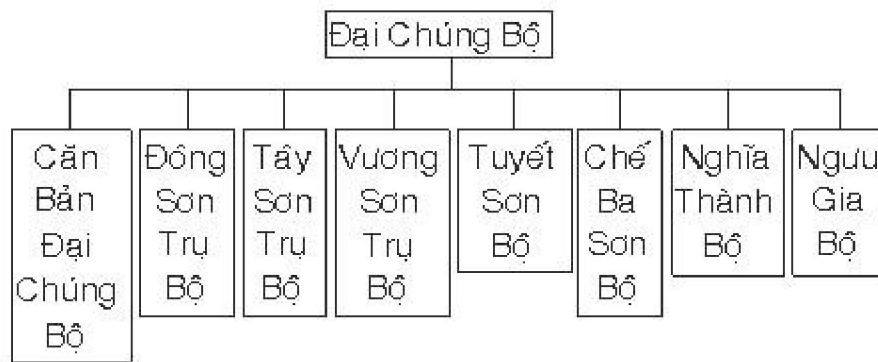 Đại Chúng Bộ
Căn
Bản
Đại
Chúng
Bộ
Đông
Sơn
Trụ
Bộ
Tây
Sơn
Trụ
Bộ
Vương
Sơn
Trụ
Bộ
Tuyết
Sơn
Bộ
Chế
Ba
Sơn
Bộ
Nghĩa
Thành
Bộ
Ngưu
Gia
Bộ